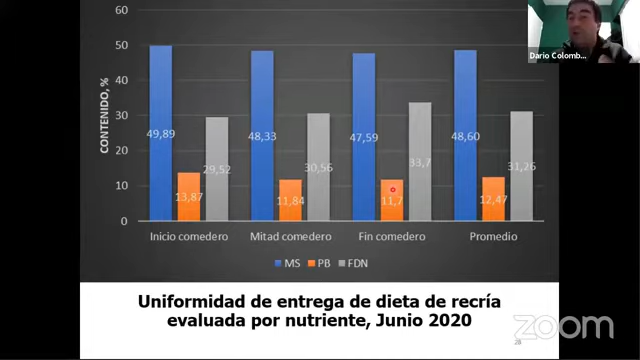 60
Dario Colomb...
50
40
30
20
10
0
CONTENIDO, %
49,89
13,87
29,52
48,33
11,84
30,56
47,59
11,7
33,7
48,60
12,47
31,26
Inicio comedero
Mitad comedero
Fin comedero
Promedio
MS
PB
FDN
Uniformidad de entrega de dieta de recría
evaluada por nutriente, Junio 2020
zoom
28